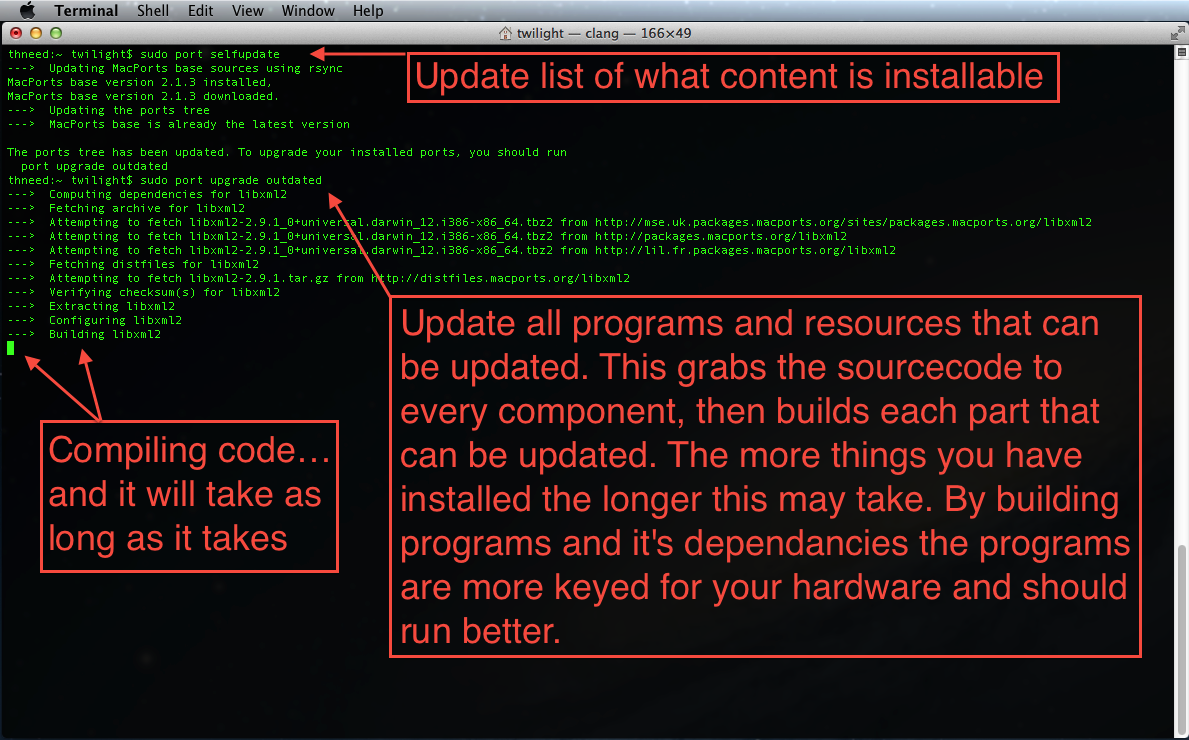 Terminal Shell Edit View Window Help
twilight — clang — 166×49
thneed:~ twilight$ sudo port selfupdate
---> Updating MacPorts base sources using rsync
MacPorts base version 2.1.3 installed,
MacPorts base version 2.1.3 downloaded.
---> Updating the ports tree
---> MacPorts base is already the latest version
Update list of what content is installable
The ports tree has been updated. To upgrade your installed ports, you should run
port upgrade outdated
thneed:~ twilight$ sudo port upgrade outdated
---> Computing dependencies for libxml2
---> Fetching archive for libxml2
---> Attempting to fetch libxml2-2.9.1_0+universal.darwin_12.i386-x86_64.tbz2 from http://mse.uk.packages.macports.org/sites/packages.macports.org/libxml2
---> Attempting to fetch libxml2-2.9.1_0+universal.darwin_12.i386-x86_64.tbz2 from http://packages.macports.org/libxml2
---> Attempting to fetch libxml2-2.9.1_0+universal.darwin_12.i386-x86_64.tbz2 from http://lil.fr.packages.macports.org/libxml2
---> Fetching distfiles for libxml2
---> Attempting to fetch libxml2-2.9.1.tar.gz from http://distfiles.macports.org/libxml2
---> Verifying checksum(s) for libxml2
---> Extracting libxml2
---> Configuring libxml2
---> Building libxml2
Update all programs and resources that can
be updated. This grabs the sourcecode to
every component, then builds each part that
can be updated. The more things you have
installed the longer this may take. By building
programs and it's dependancies the programs
are more keyed for your hardware and should
run better.
Compiling code…
and it will take as
long as it takes